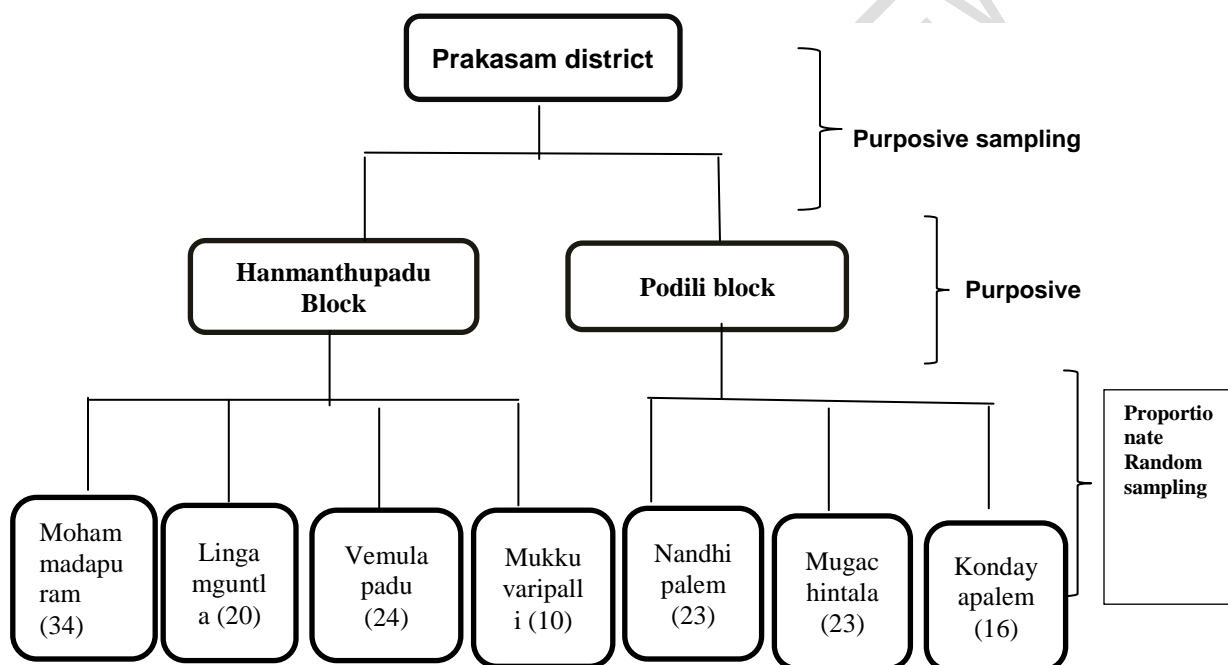 Prakasam district
Purposive sampling
Hanmanthupadu
Block
Podili block
Purposive
Proportio
nate
Random
sampling
Moham
madapu
ram
(34)
Linga
mguntl
a (20)
Vemula
padu
(24)
Mukku
varipall
i (10)
Nandhi
palem
(23)
Mugac
hintala
(23)
Konday
apalem
(16)